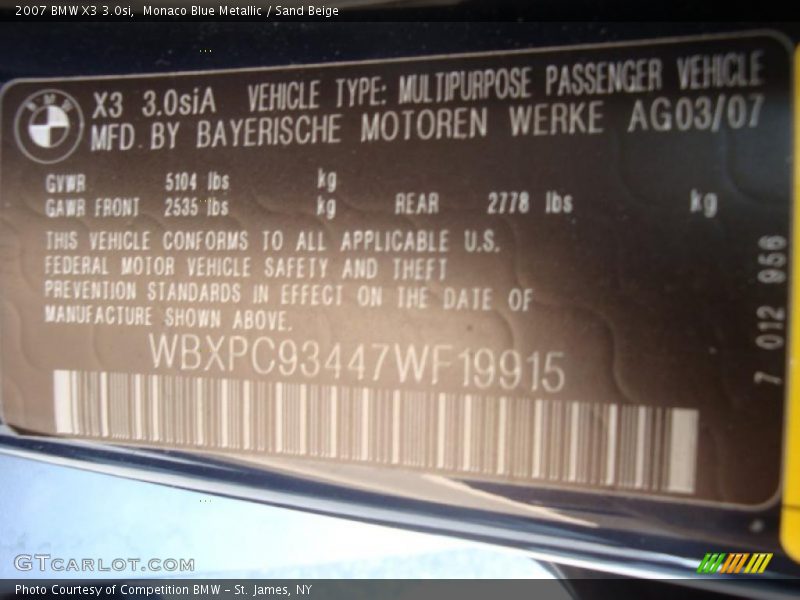 2007 BMW X3 3.0si, Monaco Blue Metallic / Sand Beige
BMW
X3 3.0siA VEHICLE TYPE: MULTIPURPOSE PASSENGER VEHICLE
MFD. BY BAYERISCHE MOTOREN WERKE AG 03/07
GVWR 5104 lbs kg
GAWR FRONT 2535 lbs kg REAR 2778 lbs kg
THIS VEHICLE CONFORMS TO ALL APPLICABLE U.S.
FEDERAL MOTOR VEHICLE SAFETY AND THEFT
PREVENTION STANDARDS IN EFFECT ON THE DATE OF
MANUFACTURE SHOWN ABOVE.
WBXPC93447WF19915
7 012 956
GTCARLOT.COM
Photo Courtesy of Competition BMW – St. James, NY